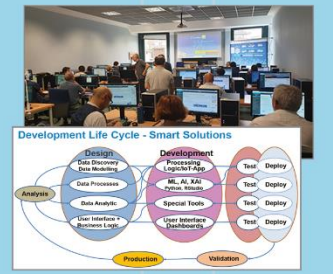 Development Life Cycle - Smart Solutions
Design
Development
Data Discovery
Data Modelling
Processing
Logic/IoT-App
Test
Deploy
Data Processes
ML, AI, XAI
Python, RStudio
Test
Deploy
Analysis
Data Analytic
Special Tools
Test
Deploy
User Interface +
Business Logic
User Interface
Dashboards
Test
Deploy
Production
Validation